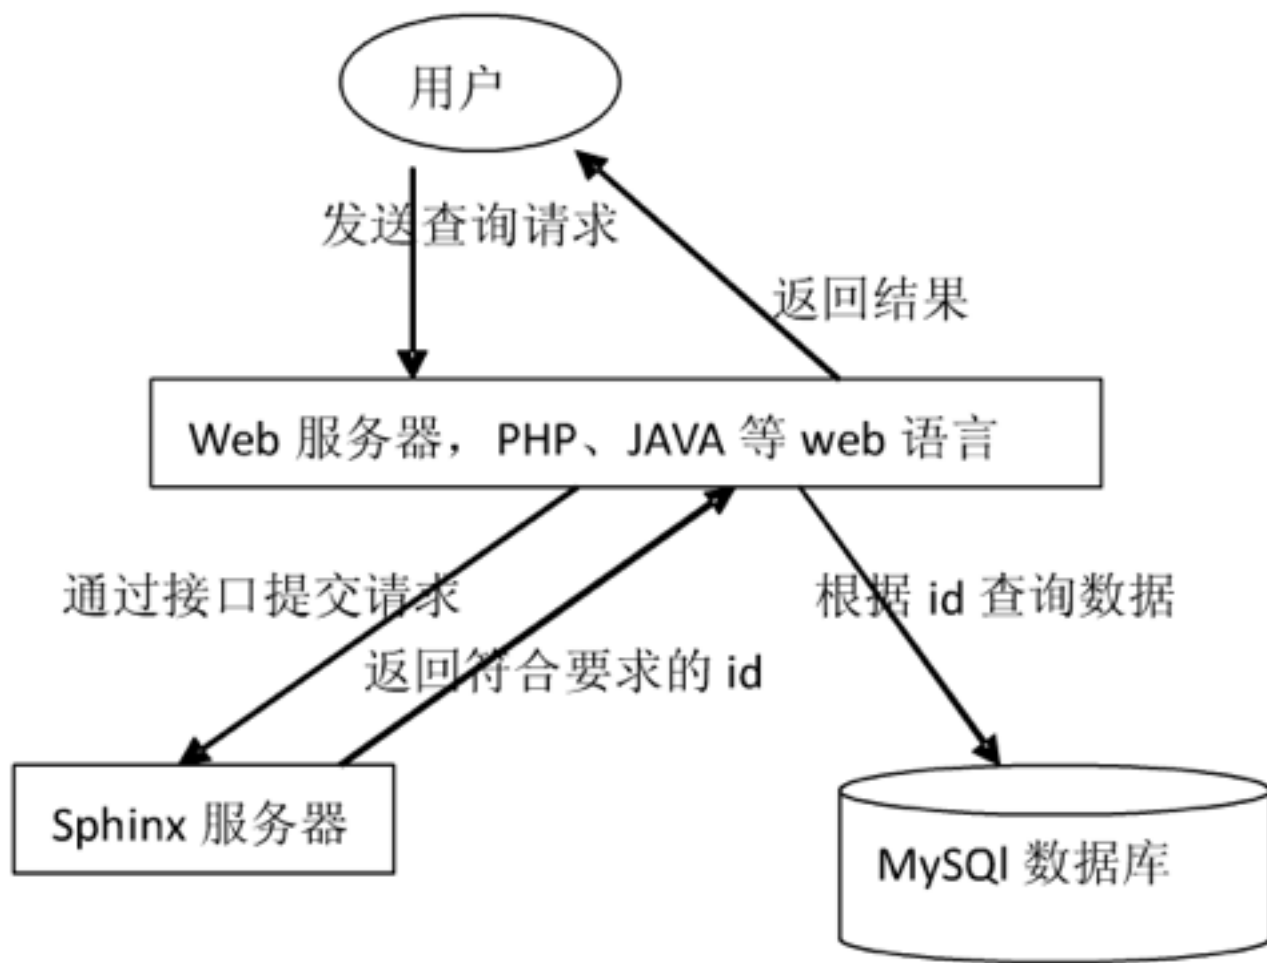 用户
发送查询请求
返回结果
Web 服务器，PHP、JAVA 等 web 语言
通过接口提交请求
根据 id 查询数据
返回符合要求的 id
Sphinx 服务器
MySQl 数据库